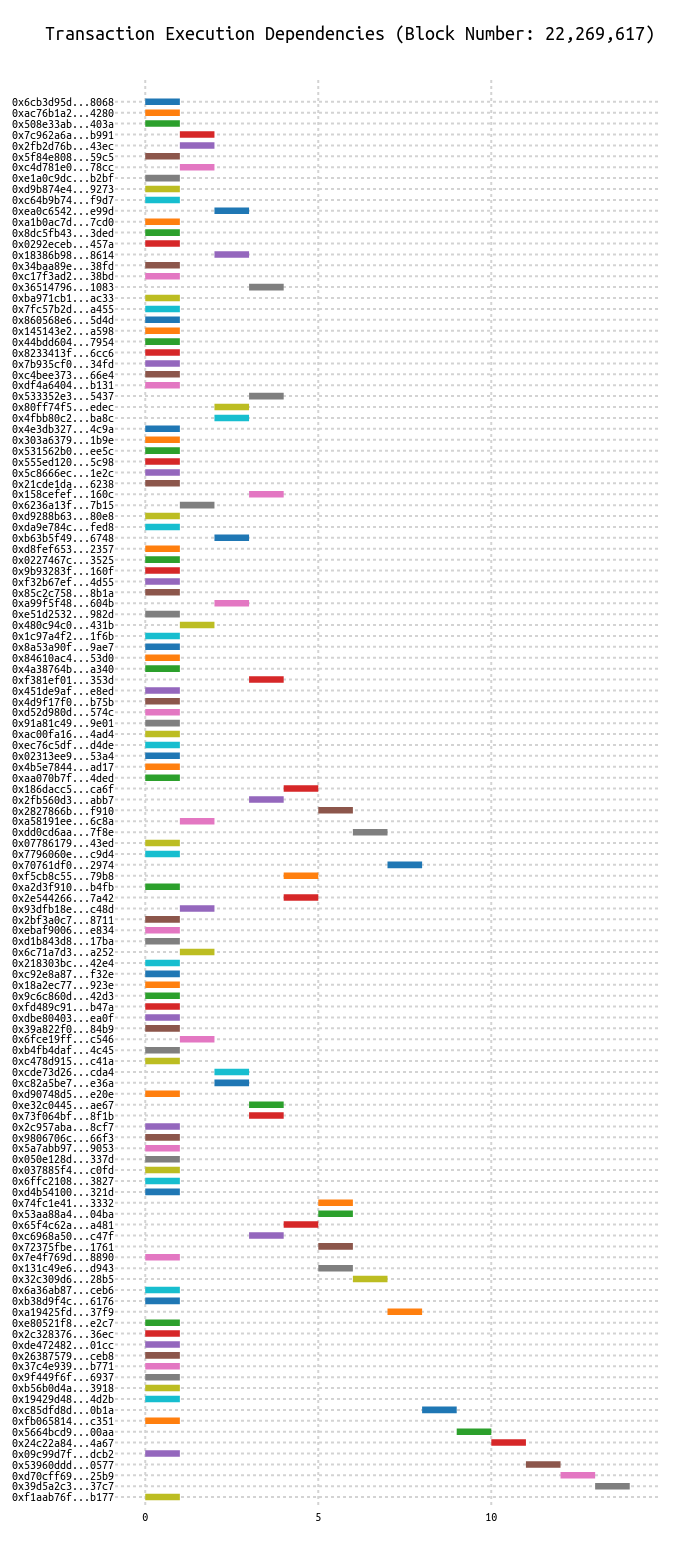 Transaction Execution Dependencies (Block Number: 22,269,617)
0x6cb3d95d...8068
0xac76b1a2...4280
0x508e33ab...403a
0x7c962a6a...b991
0x2fb2d76b...43ec
0x5f84e808...59c5
0xc4d781e0...78cc
0xe1a0c9dc...b2bf
0xd9b874e4...9273
0xc64b9b74...f9d7
0xea0c6542...e99d
0xa1b0ac7d...7cd0
0x8dc5fb43...3ded
0x0292eceb...457a
0x18386b98...8614
0x34baa89e...38fd
0xc17f3ad2...38bd
0x36514796...1083
0xba971cb1...ac33
0x7fc57b2d...a455
0x860568e6...5d4d
0x145143e2...a598
0x44bdd604...7954
0x8233413f...6cc6
0x7b935cf0...34fd
0xc4bee373...66e4
0xdf4a6404...b131
0x533352e3...5437
0x80ff74f5...edec
0x4fbb80c2...ba8c
0x4e3db327...4c9a
0x303a6379...1b9e
0x531562b0...ee5c
0x555ed120...5c98
0x5c8666ec...1e2c
0x21cde1da...6238
0x158cefef...160c
0x6236a13f...7b15
0xd9288b63...80e8
0xda9e784c...fed8
0xb63b5f49...6748
0xd8fef653...2357
0x0227467c...3525
0x9b93283f...160f
0xf32b67ef...4d55
0x85c2c758...8b1a
0xa99f5f48...604b
0xe51d2532...982d
0x480c94c0...431b
0x1c97a4f2...1f6b
0x8a53a90f...9ae7
0x84610ac4...53d0
0x4a38764b...a340
0xf381ef01...353d
0x451de9af...e8ed
0x4d9f17f0...b75b
0xd52d980d...574c
0x91a81c49...9e01
0xac00fa16...4ad4
0xec76c5df...d4de
0x02313ee9...53a4
0x4b5e7844...ad17
0xaa070b7f...4ded
0x186dacc5...ca6f
0x2fb560d3...abb7
0x2827866b...f910
0xa58191ee...6c8a
0xdd0cd6aa...7f8e
0x07786179...43ed
0x7796060e...c9d4
0x70761df0...2974
0xf5cb8c55...79b8
0xa2d3f910...b4fb
0x2e544266...7a42
0x93dfb18e...c48d
0x2bf3a0c7...8711
0xebaf9006...e834
0xd1b843d8...17ba
0x6c71a7d3...a252
0x218303bc...42e4
0xc92e8a87...f32e
0x18a2ec77...923e
0x9c6c860d...42d3
0xfd489c91...b47a
0xdbe80403...ea0f
0x39a822f0...84b9
0x6fce19ff...c546
0xb4fb4daf...4c45
0xc478d915...c41a
0xcde73d26...cda4
0xc82a5be7...e36a
0xd90748d5...e20e
0xe32c0445...ae67
0x73f064bf...8f1b
0x2c957aba...8cf7
0x9806706c...66f3
0x5a7abb97...9053
0x050e128d...337d
0x037885f4...c0fd
0x6ffc2108...3827
0xd4b54100...321d
0x74fc1e41...3332
0x53aa88a4...04ba
0x65f4c62a...a481
0xc6968a50...c47f
0x72375fbe...1761
0x7e4f769d...8890
0x131c49e6...d943
0x32c309d6...28b5
0x6a36ab87...ceb6
0xb38d9f4c...6176
0xa19425fd...37f9
0xe80521f8...e2c7
0x2c328376...36ec
0xde472482...01cc
0x26387579...ceb8
0x37c4e939...b771
0x9f449f6f...6937
0xb56b0d4a...3918
0x19429d48...4d2b
0xc85dfd8d...0b1a
0xfb065814...c351
0x5664bcd9...00aa
0x24c22a84...4a67
0x09c99d7f...dcb2
0x53960ddd...0577
0xd70cff69...25b9
0x39d5a2c3...37c7
0xf1aab76f...b177
0 5 10